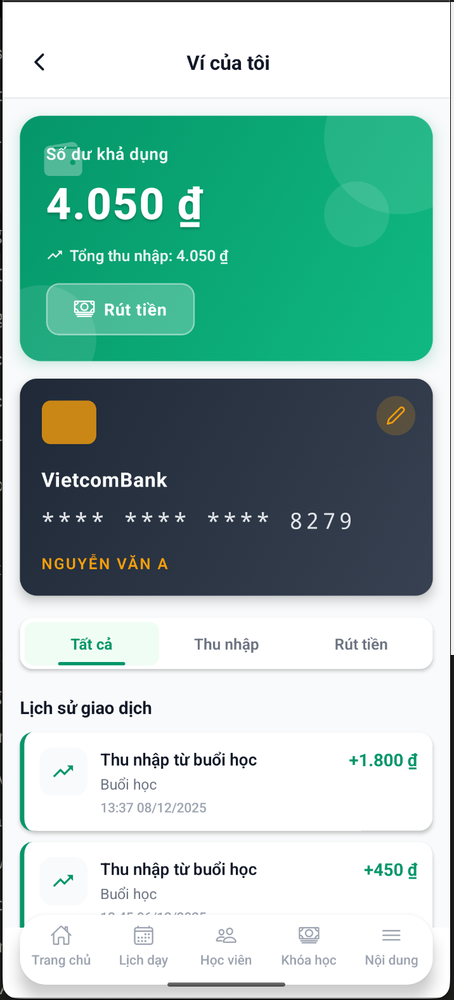 Ví của tôi
Số dư khả dụng
4.050 ₫
Tổng thu nhập: 4.050 ₫
Rút tiền
VietcomBank
**** **** **** 8279
NGUYỄN VĂN A
Tất cả
Thu nhập
Rút tiền
Lịch sử giao dịch
Thu nhập từ buổi học
+1.800 ₫
Buổi học
13:37 08/12/2025
Thu nhập từ buổi học
+450 ₫
Buổi học
Trang chủ
Lịch dạy
Học viên
Khóa học
Nội dung